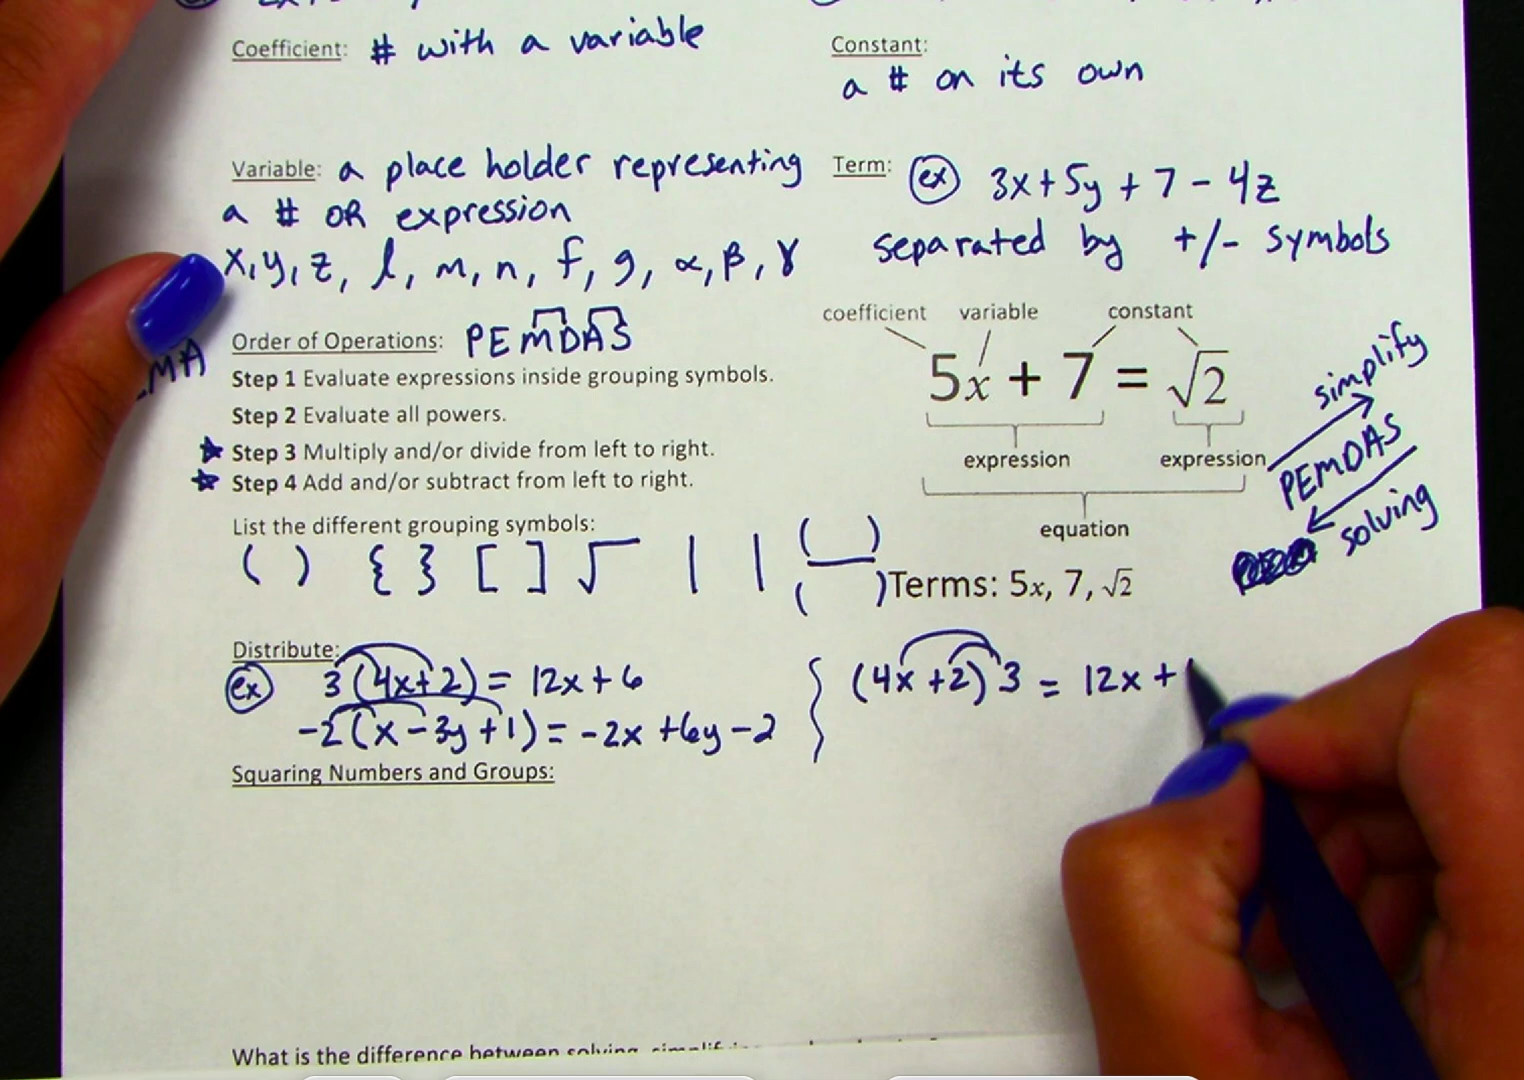 Coefficient: # with a variable
Constant:
a # on its own
Variable: a place holder representing
a # OR expression
x, y, z, l, m, n, f, g, α, β, γ
Term: (ex) 3x + 5y + 7 - 4z
separated by +/- symbols
Order of Operations: PEMDAS
Step 1 Evaluate expressions inside grouping symbols.
Step 2 Evaluate all powers.
★ Step 3 Multiply and/or divide from left to right.
★ Step 4 Add and/or subtract from left to right.
coefficient variable constant
5x + 7 = √2
expression expression
equation
Terms: 5x, 7, √2
simplify
PEMDAS
solving
List the different grouping symbols:
( ) { } [ ] √ | | ( ) / ( )
Distribute:
(ex) 3(4x+2) = 12x + 6
-2(x - 3y + 1) = -2x + 6y - 2
(4x + 2)3 = 12x +
Squaring Numbers and Groups:
What is the difference between solving,